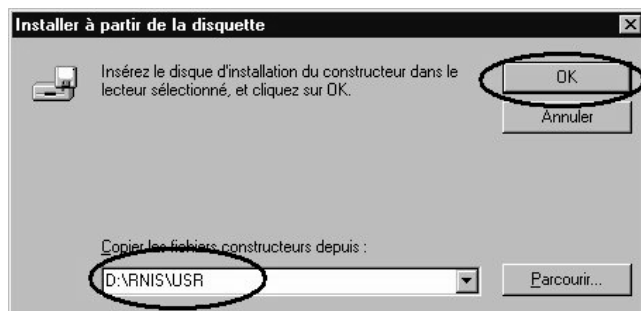 Installer à partir de la disquette
Insérez le disque d'installation du constructeur dans le
lecteur sélectionné, et cliquez sur OK.
OK
Annuler
Copier les fichiers constructeurs depuis :
D:\RNIS\USR
Parcourir...